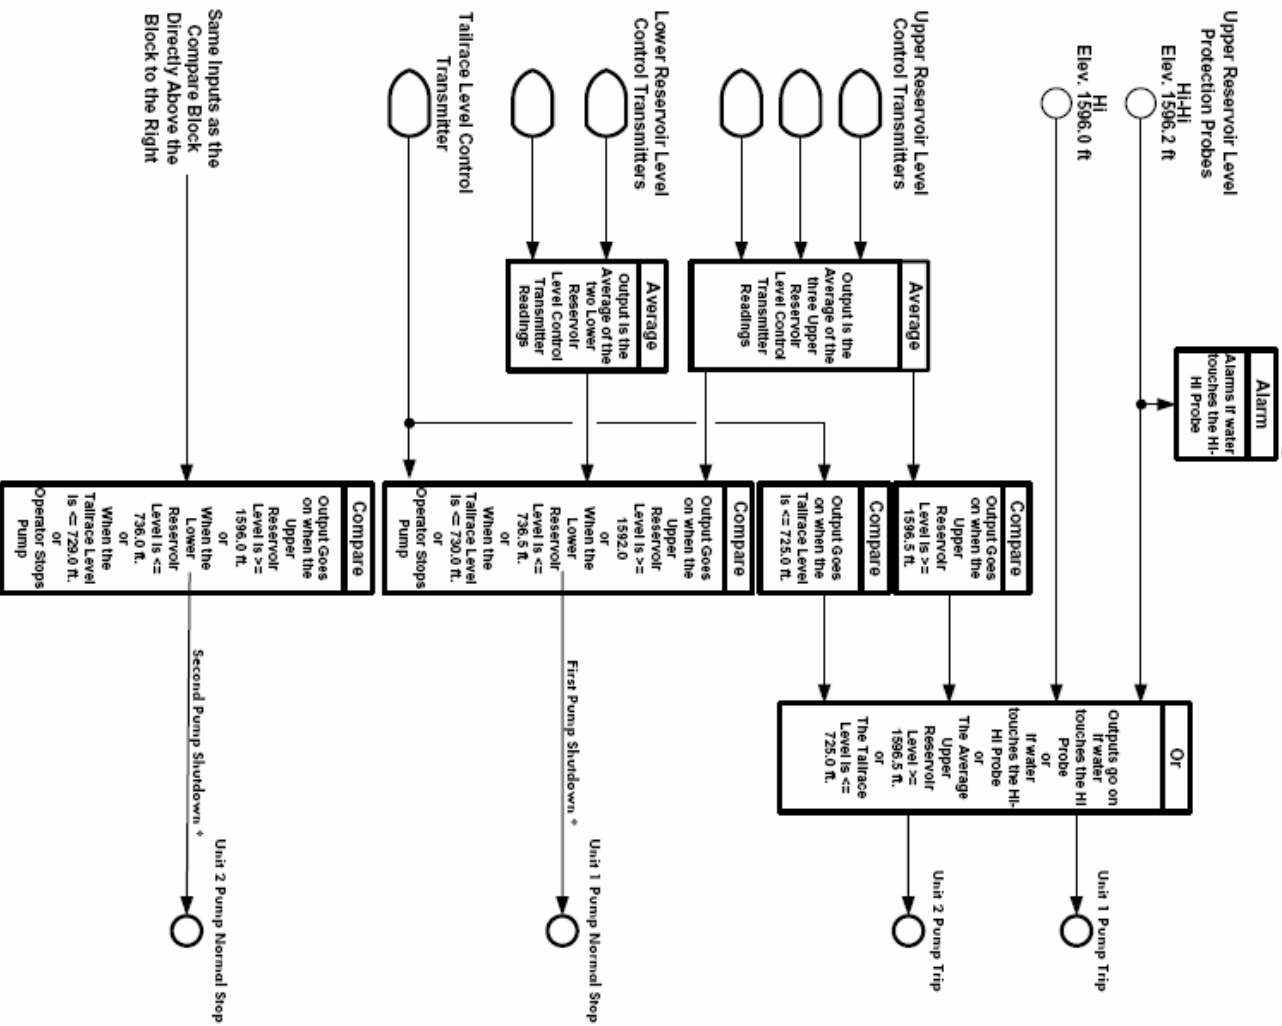 Upper Reservoir Level
Protection Probes
Hi-Hi
Elev. 1596.2 ft
Hi
Elev. 1596.0 ft
Alarm
Alarms if water
touches the Hi-
Hi Probe
Upper Reservoir Level
Control Transmitters
Average
Output is the
Average of the
three Upper
Reservoir
Level Control
Transmitter
Readings
Lower Reservoir Level
Control Transmitters
Average
Output is the
Average of the
two Lower
Reservoir
Level Control
Transmitter
Readings
Tailrace Level Control
Transmitter
Same Inputs as the
Compare Block
Directly Above the
Block to the Right
Compare
Output Goes
on when the
Upper
Reservoir
Level is >=
1596.5 ft.
Compare
Output Goes
on when the
Tailrace Level
is <= 725.0 ft.
Compare
Output Goes
on when the
Upper
Reservoir
Level is >=
1592.0
or
When the
Lower
Reservoir
Level is <=
736.5 ft.
or
When the
Tailrace Level
is <= 730.0 ft.
or
Operator Stops
Pump
Compare
Output Goes
on when the
Upper
Reservoir
Level is >=
1596.0 ft.
or
When the
Lower
Reservoir
Level is <=
736.0 ft.
or
When the
Tailrace Level
is <= 729.0 ft.
or
Operator Stops
Pump
Or
Outputs go on
if water
touches the Hi
Probe
or
if water
touches the Hi-
Hi Probe
or
The Average
Upper
Reservoir
Level >=
1596.5 ft.
or
The Tailrace
Level is <=
725.0 ft.
Unit 1 Pump Trip
Unit 2 Pump Trip
First Pump Shutdown *
Unit 1 Pump Normal Stop
Second Pump Shutdown *
Unit 2 Pump Normal Stop